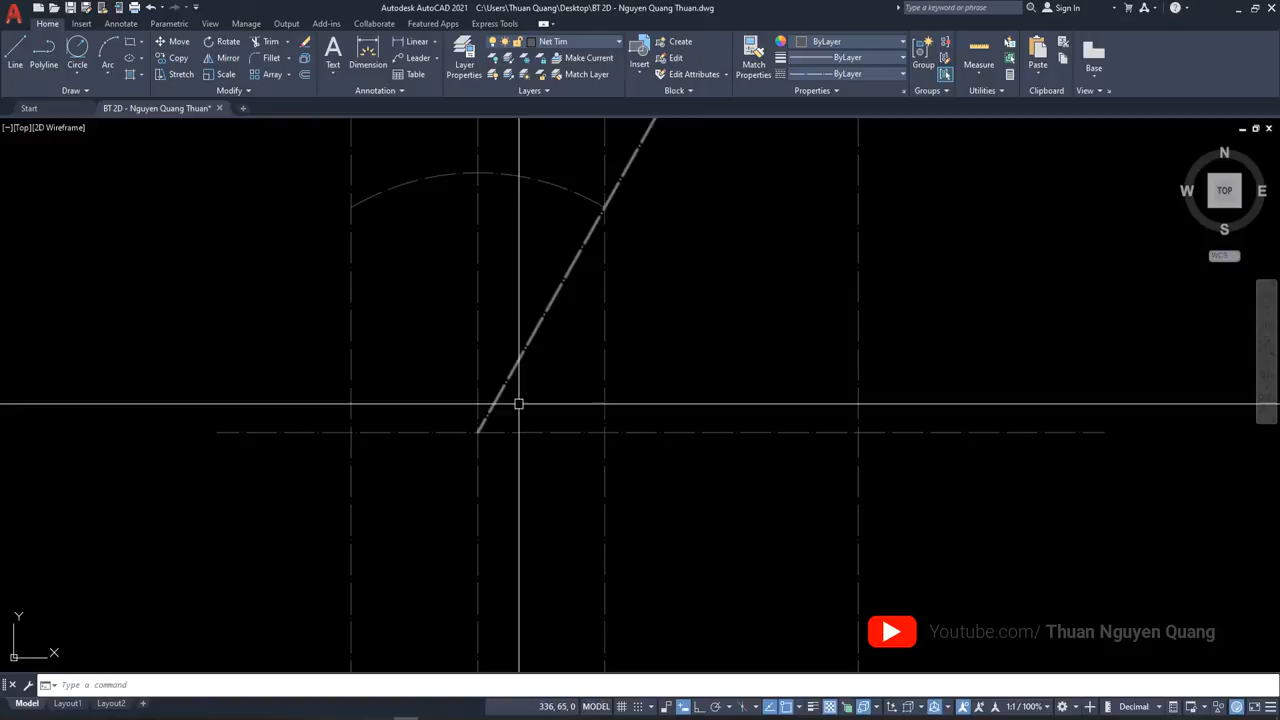 Autodesk AutoCAD 2021 C:\Users\Thuan Quang\Desktop\BT 2D - Nguyen Quang Thuan.dwg
Type a keyword or phrase
Sign In
Home Insert Annotate Parametric View Manage Output Add-ins Collaborate Featured Apps Express Tools
Line Polyline Circle Arc
Move Rotate Trim
Copy Mirror Fillet
Stretch Scale Array
Text Dimension
Linear
Leader
Table
Layer Properties
Net Tim
Make Current
Match Layer
Insert
Create
Edit
Edit Attributes
Match Properties
ByLayer
ByLayer
ByLayer
Group
Measure
Paste
Base
Draw Modify Annotation Layers Block Properties Groups Utilities Clipboard View
Start BT 2D - Nguyen Quang Thuan*
[−][Top][2D Wireframe]
N
W TOP E
S
WCS
Y
X
Youtube.com/ Thuan Nguyen Quang
Type a command
Model Layout1 Layout2
336, 65, 0 MODEL 1:1 / 100% Decimal